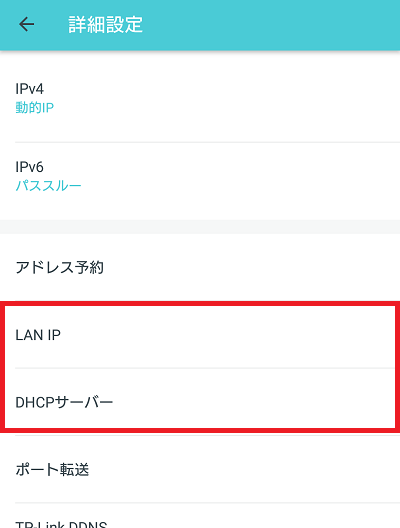 詳細設定
IPv4
動的IP
IPv6
パススルー
アドレス予約
LAN IP
DHCPサーバー
ポート転送
TP-Link DDNS